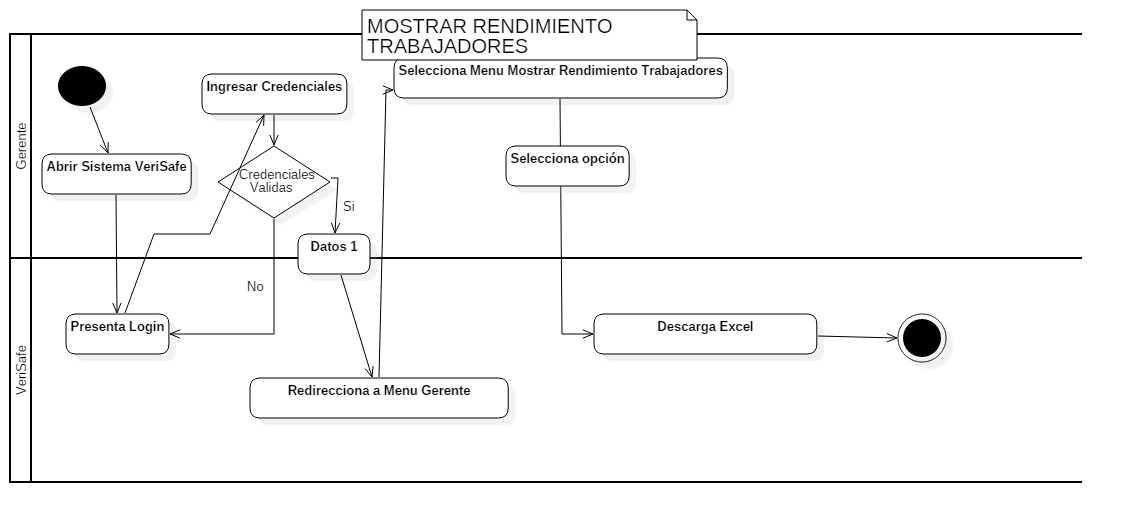 MOSTRAR RENDIMIENTO
TRABAJADORES
Gerente
Ingresar Credenciales
Selecciona Menu Mostrar Rendimiento Trabajadores
Abrir Sistema VeriSafe
Credenciales
Validas
Selecciona opción
Si
Datos 1
No
VeriSafe
Presenta Login
Descarga Excel
Redirecciona a Menu Gerente